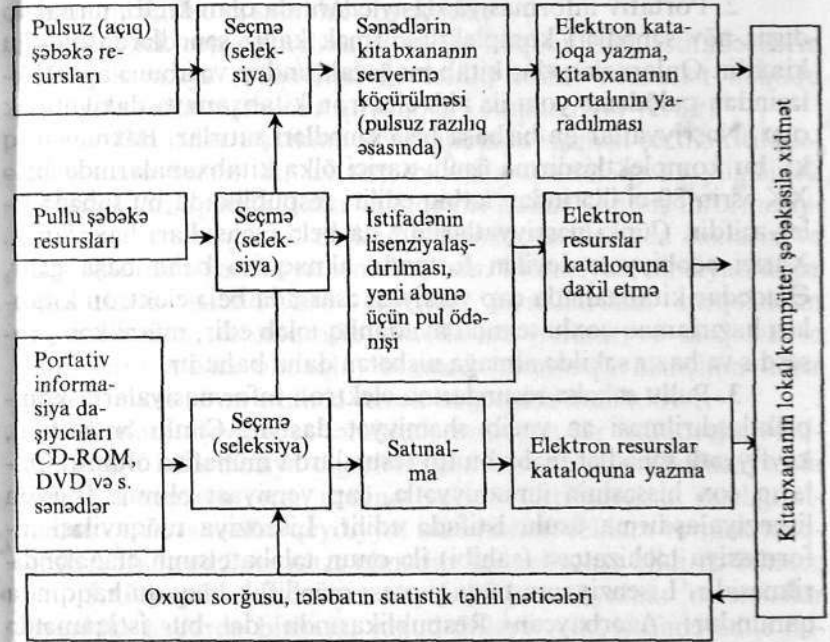 Pulsuz (açıq)
şəbəkə re-
sursları
Seçmə
(selek-
siya)
Sənədlərin
kitabxananın
serverinə
köçürülməsi
(pulsuz, razılıq
əsasında)
Elektron kata-
loqa yazma,
kitabxananın
portalının ya-
radılması
Pullu şəbəkə
resursları
Seçmə
(selek-
siya)
İstifadənin
lisenziyalaş-
dırılması,
yəni abunə
üçün pul ödə-
nişi
Elektron
resurslar
kataloquna
daxil etmə
Portativ
informa-
siya da-
şıyıcıları
CD-ROM,
DVD və s.
sənədlər
Seçmə
(seleksiya)
Satınal-
ma
Elektron resurslar
kataloquna yazma
Kitabxananın lokal kompüter şəbəkəsilə xidmət
Oxucu sorğusu, tələbatın statistik təhlil nəticələri